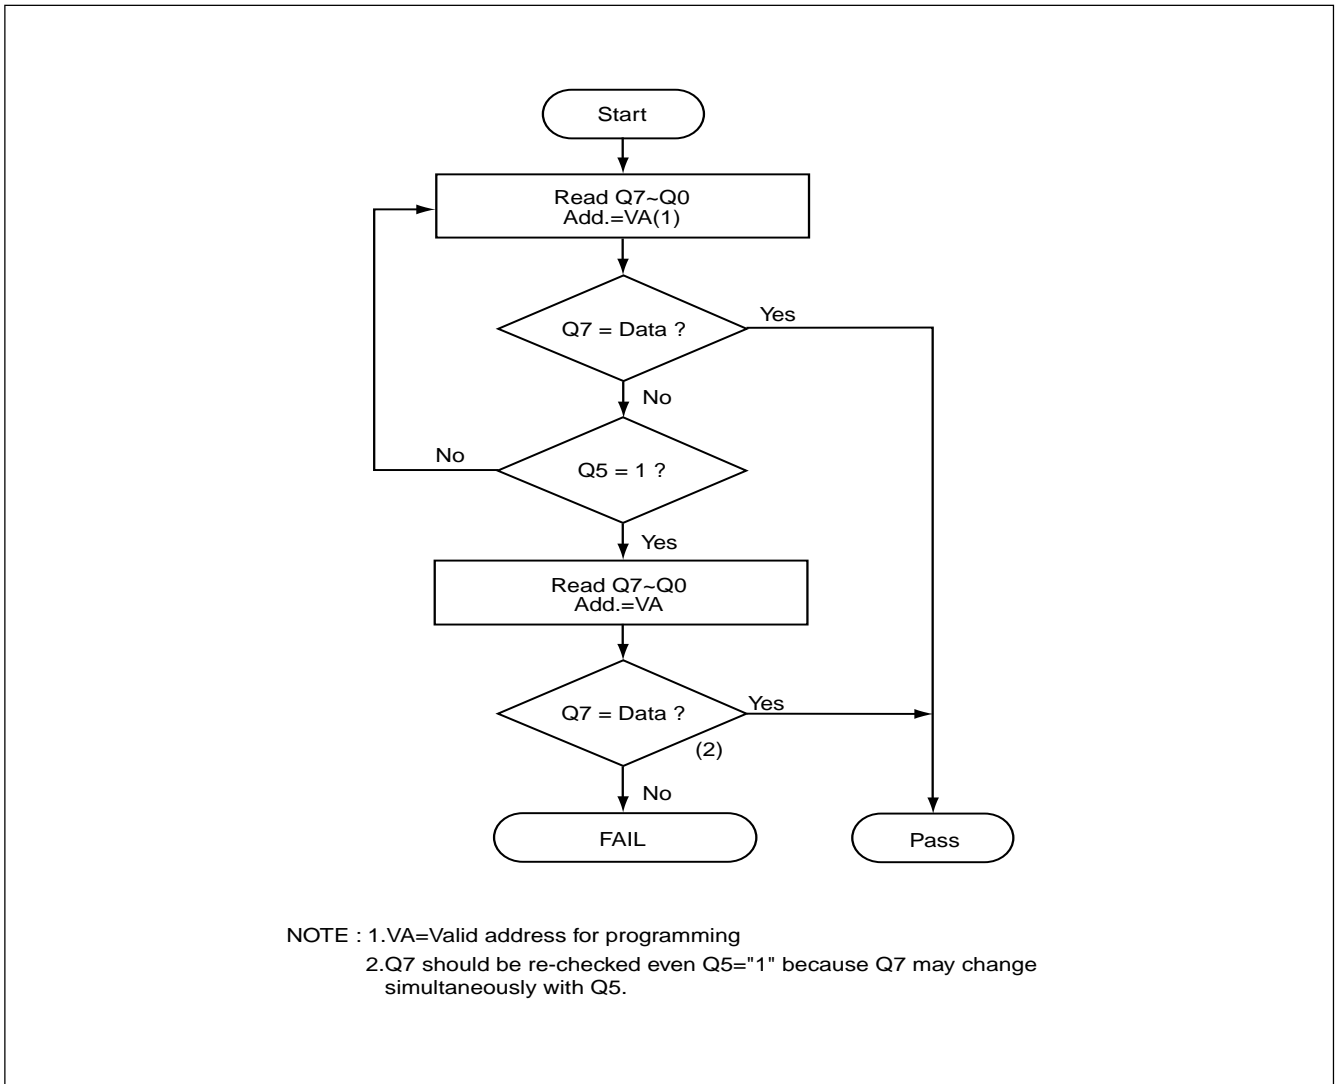 Start
Read Q7~Q0
Add.=VA(1)
Q7 = Data ?
Yes
No
No
Q5 = 1 ?
Yes
Read Q7~Q0
Add.=VA
Q7 = Data ?
Yes
(2)
No
FAIL
Pass
NOTE : 1.VA=Valid address for programming
2.Q7 should be re-checked even Q5="1" because Q7 may change
simultaneously with Q5.